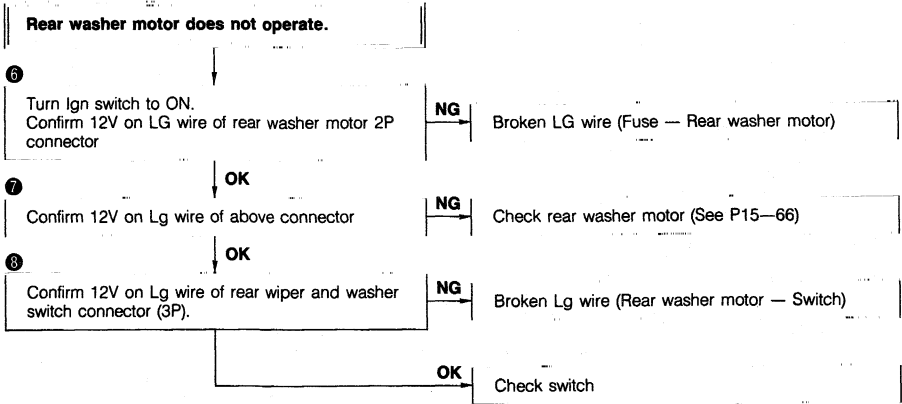 Rear washer motor does not operate.
6
Turn Ign switch to ON.
Confirm 12V on LG wire of rear washer motor 2P
connector
NG
Broken LG wire (Fuse — Rear washer motor)
OK
7
Confirm 12V on Lg wire of above connector
NG
Check rear washer motor (See P15—66)
OK
8
Confirm 12V on Lg wire of rear wiper and washer
switch connector (3P).
NG
Broken Lg wire (Rear washer motor — Switch)
OK
Check switch